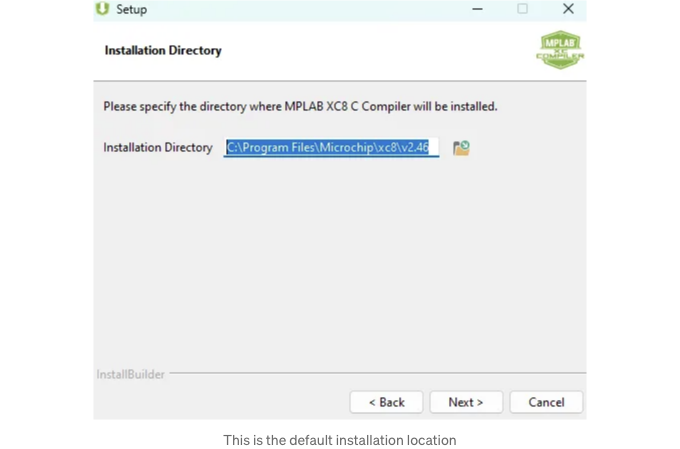 Setup
Installation Directory
MPLAB
XC
COMPILER
Please specify the directory where MPLAB XC8 C Compiler will be installed.
Installation Directory C:\Program Files\Microchip\xc8\v2.46
InstallBuilder
< Back Next > Cancel
This is the default installation location